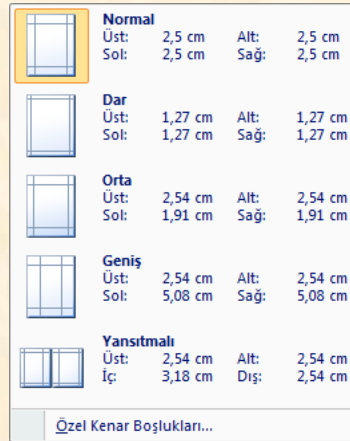 Normal
Üst: 2,5 cm Alt: 2,5 cm
Sol: 2,5 cm Sağ: 2,5 cm
Dar
Üst: 1,27 cm Alt: 1,27 cm
Sol: 1,27 cm Sağ: 1,27 cm
Orta
Üst: 2,54 cm Alt: 2,54 cm
Sol: 1,91 cm Sağ: 1,91 cm
Geniş
Üst: 2,54 cm Alt: 2,54 cm
Sol: 5,08 cm Sağ: 5,08 cm
Yansıtmalı
Üst: 2,54 cm Alt: 2,54 cm
İç: 3,18 cm Dış: 2,54 cm
Özel Kenar Boşlukları...